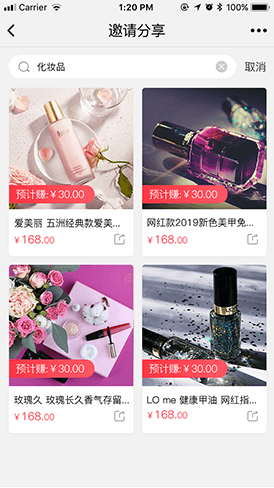 Carrier 1:20 PM 100%
邀请分享
化妆品 取消
预计赚:￥30.00
预计赚:￥30.00
爱美丽 五洲经典款爱美...
￥168.00
网红款2019新色美甲免...
￥168.00
预计赚:￥30.00
预计赚:￥30.00
玫瑰久 玫瑰长久香气存留...
￥168.00
LO me 健康甲油 网红指...
￥168.00